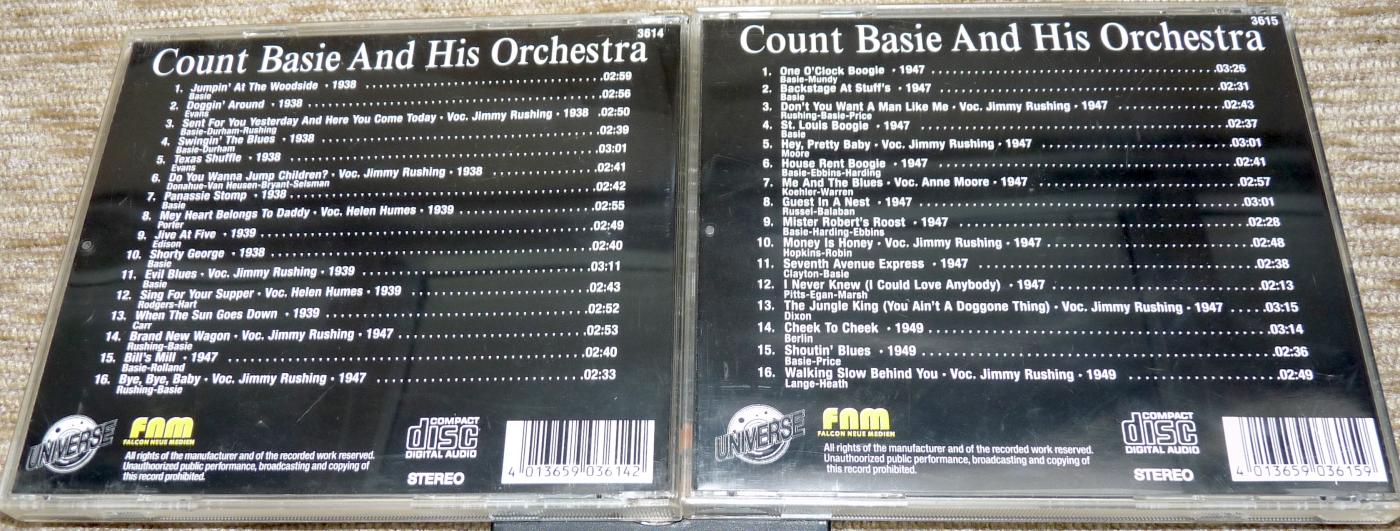 3614
Count Basie And His Orchestra
1. Jumpin' At The Woodside · 1938 ........ 02:59
Basie
2. Doggin' Around · 1938 ........ 02:56
Evans
3. Sent For You Yesterday And Here You Come Today · Voc. Jimmy Rushing · 1938 .02:50
Basie-Durham-Rushing
4. Swingin' The Blues · 1938 ........ 02:39
Basie-Durham
5. Texas Shuffle · 1938 ........ 03:01
Evans
6. Do You Wanna Jump Children? · Voc. Jimmy Rushing · 1938 ........ 02:41
Donahue-Van Heusen-Bryant-Selsman
7. Panassie Stomp · 1938 ........ 02:42
Basie
8. Mey Heart Belongs To Daddy · Voc. Helen Humes · 1939 ........ 02:55
Porter
9. Jive At Five · 1939 ........ 02:49
Edison
10. Shorty George · 1938 ........ 02:40
Basie
11. Evil Blues · Voc. Jimmy Rushing · 1939 ........ 03:11
Basie
12. Sing For Your Supper · Voc. Helen Humes · 1939 ........ 02:43
Rodgers-Hart
13. When The Sun Goes Down · 1939 ........ 02:52
Carr
14. Brand New Wagon · Voc. Jimmy Rushing · 1947 ........ 02:53
Rushing-Basie
15. Bill's Mill · 1947 ........ 02:40
Basie-Rolland
16. Bye, Bye, Baby · Voc. Jimmy Rushing · 1947 ........ 02:33
Rushing-Basie
UNIVERSE
FNM
FALCON NEUE MEDIEN
All rights of the manufacturer and of the recorded work reserved.
Unauthorized public performance, broadcasting and copying of
this record prohibited.
COMPACT
disc
DIGITAL AUDIO
STEREO
4 013659 036142
3615
Count Basie And His Orchestra
1. One O'Clock Boogie · 1947 ........ 03:26
Basie-Mundy
2. Backstage At Stuff's · 1947 ........ 02:31
Basie
3. Don't You Want A Man Like Me · Voc. Jimmy Rushing · 1947 ........ 02:43
Rushing-Basie-Price
4. St. Louis Boogie · 1947 ........ 02:37
Basie
5. Hey, Pretty Baby · Voc. Jimmy Rushing · 1947 ........ 03:01
Moore
6. House Rent Boogie · 1947 ........ 02:41
Basie-Ebbins-Harding
7. Me And The Blues · Voc. Anne Moore · 1947 ........ 02:57
Koehler-Warren
8. Guest In A Nest · 1947 ........ 03:01
Russel-Balaban
9. Mister Robert's Roost · 1947 ........ 02:28
Basie-Harding-Ebbins
10. Money Is Honey · Voc. Jimmy Rushing · 1947 ........ 02:48
Hopkins-Robin
11. Seventh Avenue Express · 1947 ........ 02:38
Clayton-Basie
12. I Never Knew (I Could Love Anybody) · 1947 ........ 02:13
Pitts-Egan-Marsh
13. The Jungle King (You Ain't A Doggone Thing) · Voc. Jimmy Rushing · 1947 ......03:15
Dixon
14. Cheek To Cheek · 1949 ........ 03:14
Berlin
15. Shoutin' Blues · 1949 ........ 02:36
Basie-Price
16. Walking Slow Behind You · Voc. Jimmy Rushing · 1949 ........ 02:49
Lange-Heath
UNIVERSE
FNM
FALCON NEUE MEDIEN
All rights of the manufacturer and of the recorded work reserved.
Unauthorized public performance, broadcasting and copying of
this record prohibited.
COMPACT
disc
DIGITAL AUDIO
STEREO
4 013659 036159